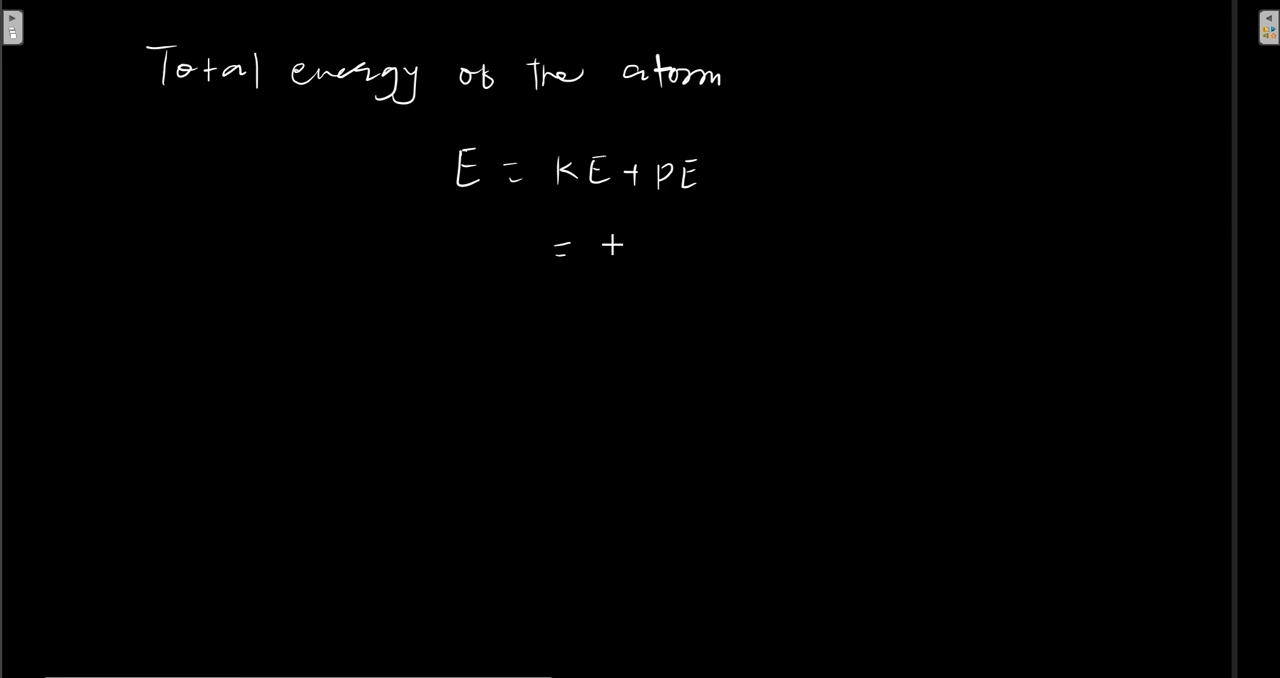 Total energy of the atom
E = KE + PE
= +